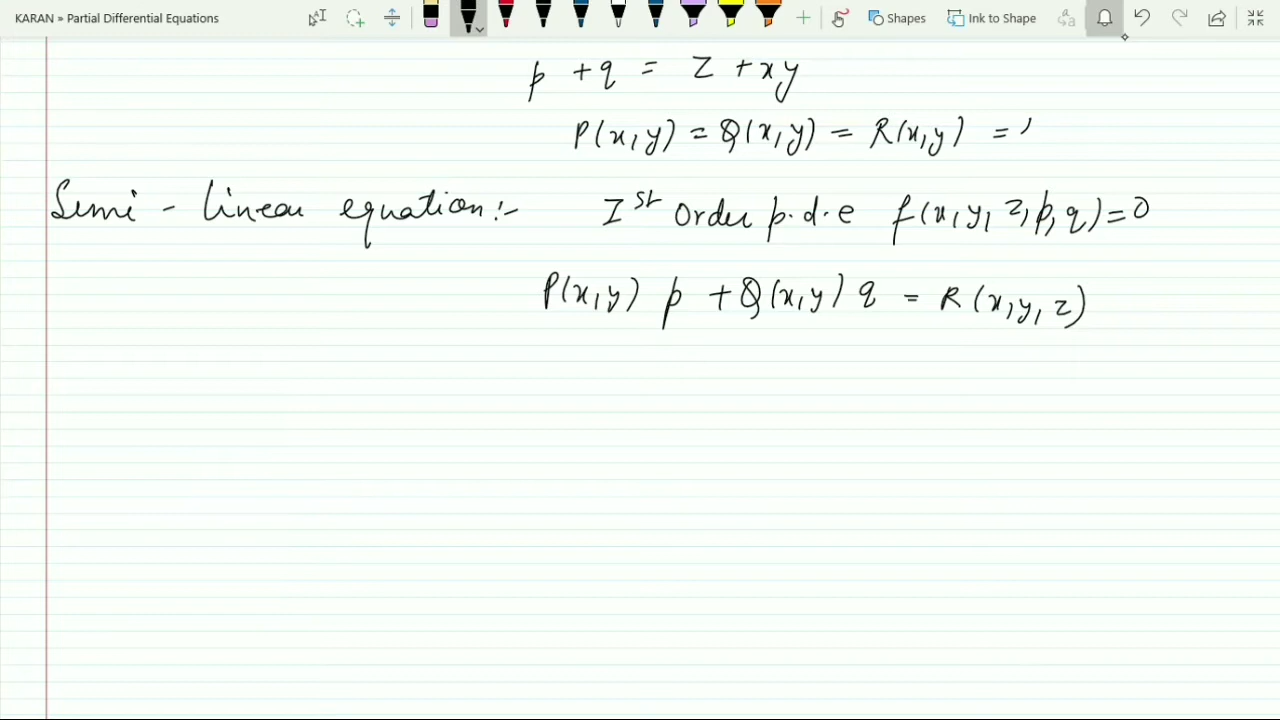 KARAN » Partial Differential Equations
Shapes
Ink to Shape
p + q = z + xy
P(x,y) = Q(x,y) = R(x,y) = 1
Semi - linear equation:- Ist Order p.d.e f(x,y,z,p,q)=0
P(x,y) p + Q(x,y) q = R(x,y,z)